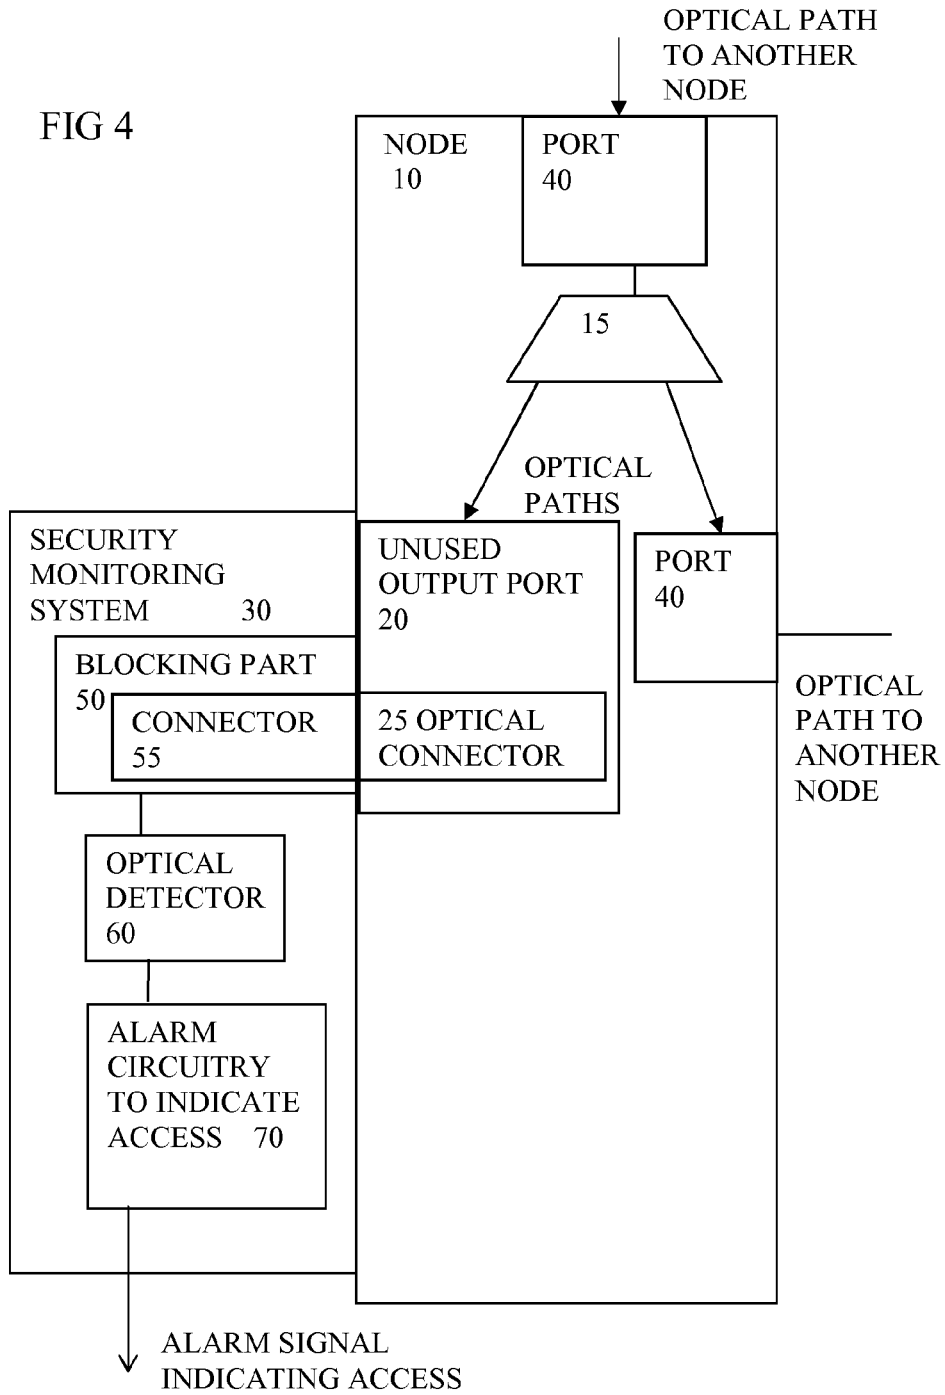 OPTICAL PATH
TO ANOTHER
NODE
FIG 4
NODE
10
PORT
40
15
OPTICAL
PATHS
SECURITY
MONITORING
SYSTEM 30
UNUSED
OUTPUT PORT
20
PORT
40
BLOCKING PART
50
CONNECTOR
55
25 OPTICAL
CONNECTOR
OPTICAL
PATH TO
ANOTHER
NODE
OPTICAL
DETECTOR
60
ALARM
CIRCUITRY
TO INDICATE
ACCESS 70
ALARM SIGNAL
INDICATING ACCESS